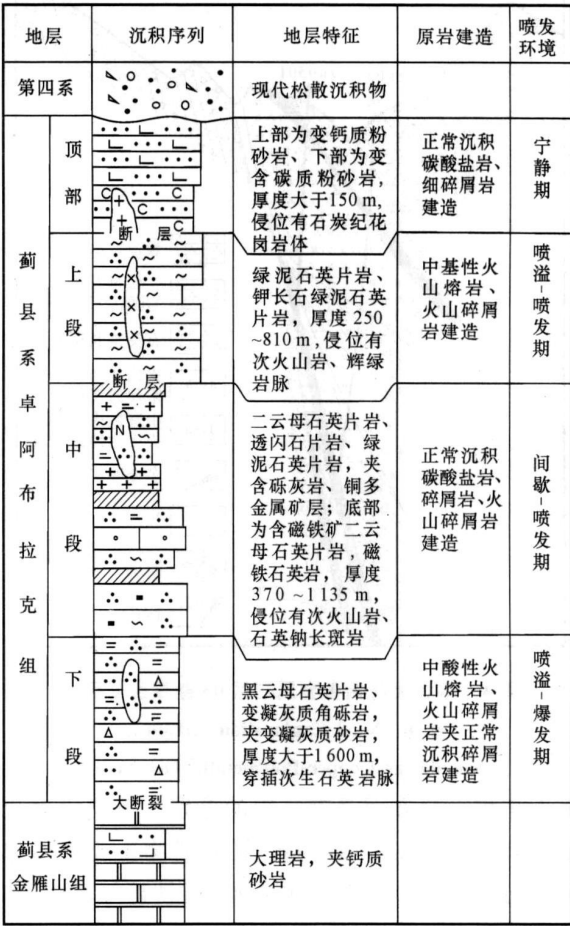 地层
沉积序列
地层特征
原岩建造
喷发
环境
第四系
现代松散沉积物
蓟县系卓阿布拉克组
顶部
C
C
C
断 层
上部为变钙质粉
砂岩、下部为变
含碳质粉砂岩，
厚度大于150 m，
侵位有石炭纪花
岗岩体
正常沉积
碳酸盐岩、
细碎屑岩
建造
宁静期
上段
断 层
绿泥石英片岩、
钾长石绿泥石英
片岩，厚度 250
~810 m，侵位有
次火山岩、辉绿
岩脉
中基性火
山熔岩、
火山碎屑
岩建造
喷溢-喷发期
中段
N
二云母石英片岩、
透闪石片岩、绿
泥石英片岩，夹
含砾灰岩、铜多
金属矿层；底部
为含磁铁矿二云
母石英片岩，磁
铁石英岩，厚度
370 ~1135 m，
侵位有次火山岩、
石英钠长斑岩
正常沉积
碳酸盐岩、
碎屑岩、火
山碎屑岩
建造
间歇-喷发期
下段
大断裂
黑云母石英片岩、
变凝灰质角砾岩，
夹变凝灰质砂岩，
厚度大于1 600 m，
穿插次生石英岩脉
中酸性火
山熔岩、
火山碎屑
岩夹正常
沉积碎屑
岩建造
喷溢-爆发期
蓟县系
金雁山组
大理岩，夹钙质
砂岩